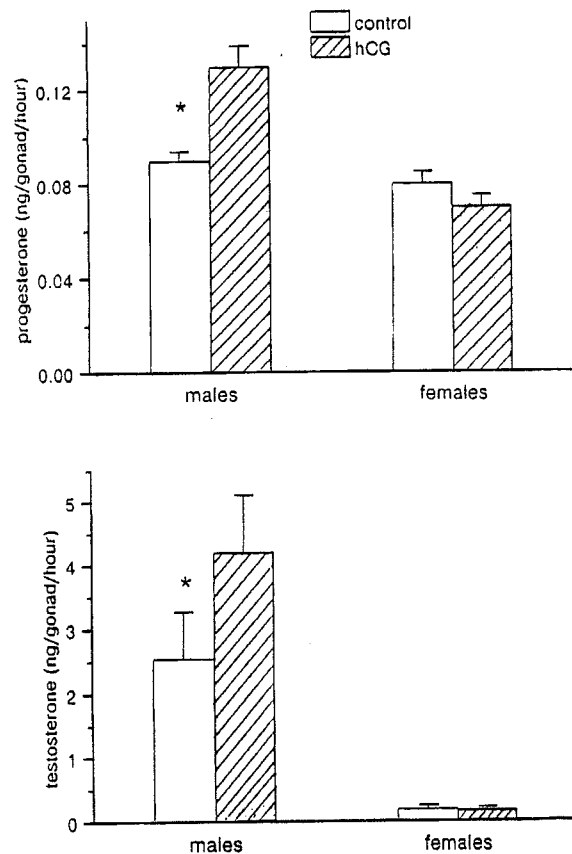 control
hCG
progesterone (ng/gonad/hour)
0.12
0.08
0.04
0.00
*
males
females
testosterone (ng/gonad/hour)
5
4
3
2
1
0
*
males
females